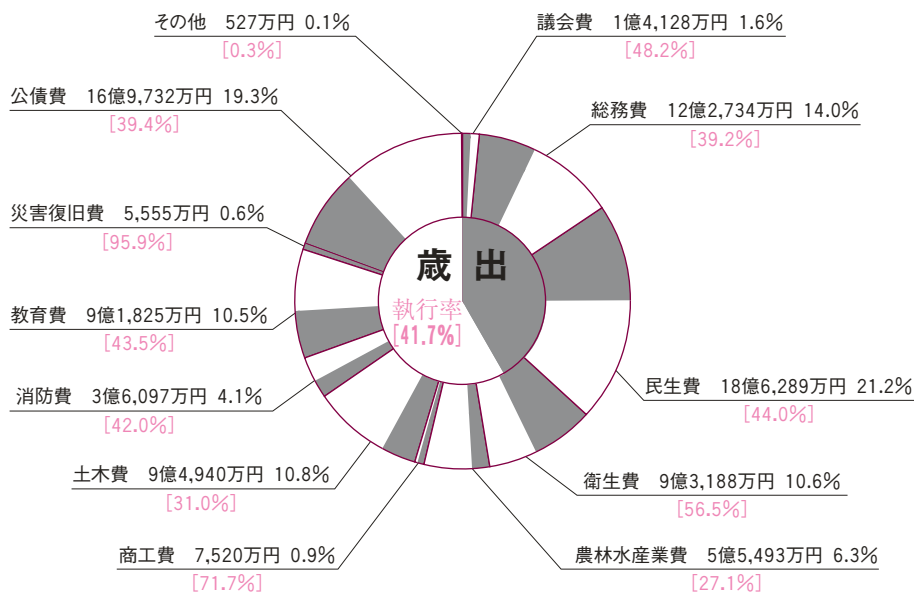 その他 527万円 0.1%
[0.3%]
議会費 1億4,128万円 1.6%
[48.2%]
公債費 16億9,732万円 19.3%
[39.4%]
総務費 12億2,734万円 14.0%
[39.2%]
災害復旧費 5,555万円 0.6%
[95.9%]
歳出
執行率
[41.7%]
教育費 9億1,825万円 10.5%
[43.5%]
民生費 18億6,289万円 21.2%
[44.0%]
消防費 3億6,097万円 4.1%
[42.0%]
土木費 9億4,940万円 10.8%
[31.0%]
衛生費 9億3,188万円 10.6%
[56.5%]
商工費 7,520万円 0.9%
[71.7%]
農林水産業費 5億5,493万円 6.3%
[27.1%]